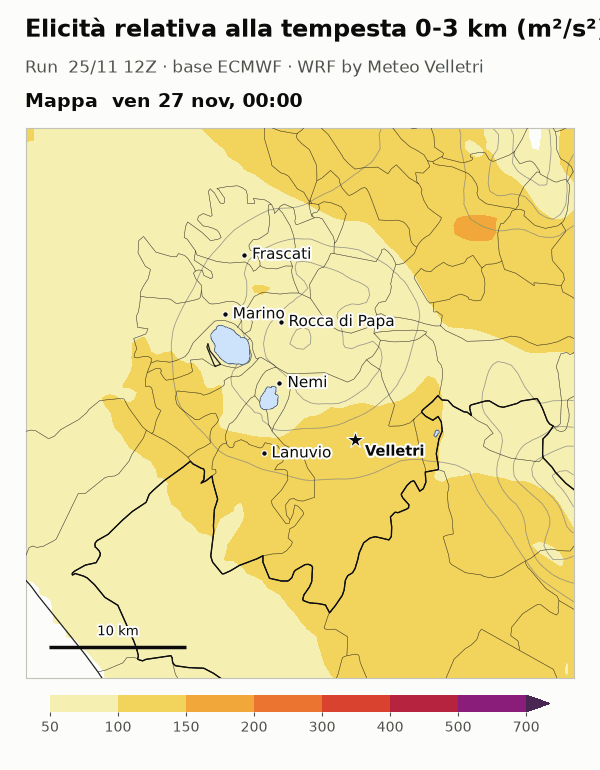 Elicità relativa alla tempesta 0-3 km (m²/s²)
Run 25/11 12Z · base ECMWF · WRF by Meteo Velletri
Mappa ven 27 nov, 00:00
Frascati
Marino
Rocca di Papa
Nemi
Velletri
Lanuvio
10 km
50 100 150 200 300 400 500 700